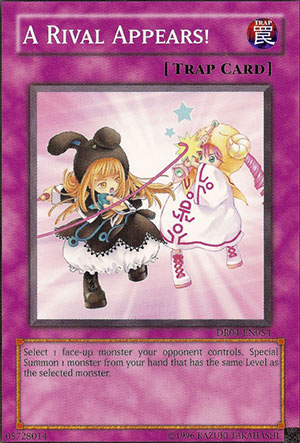 A Rival Appears!
TRAP
罠
[Trap Card]
DR04-EN054
Select 1 face-up monster your opponent controls. Special
Summon 1 monster from your hand that has the same Level as
the selected monster.
05728014
©1996 KAZUKI TAKAHASHI